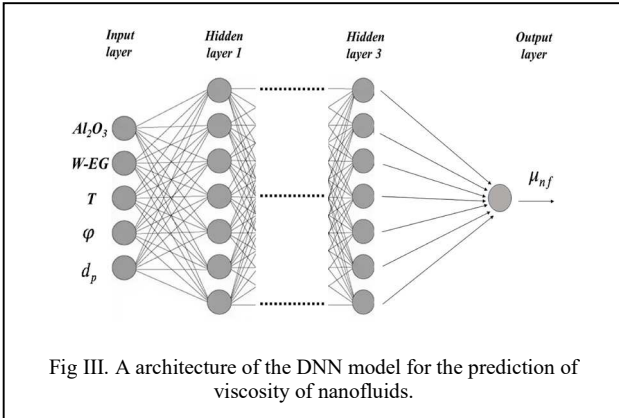 Input layer
Hidden layer 1
Hidden layer 3
Output layer
Al₂O₃
W-EG
T
φ
dₚ
μₙf
Fig III. A architecture of the DNN model for the prediction of
viscosity of nanofluids.